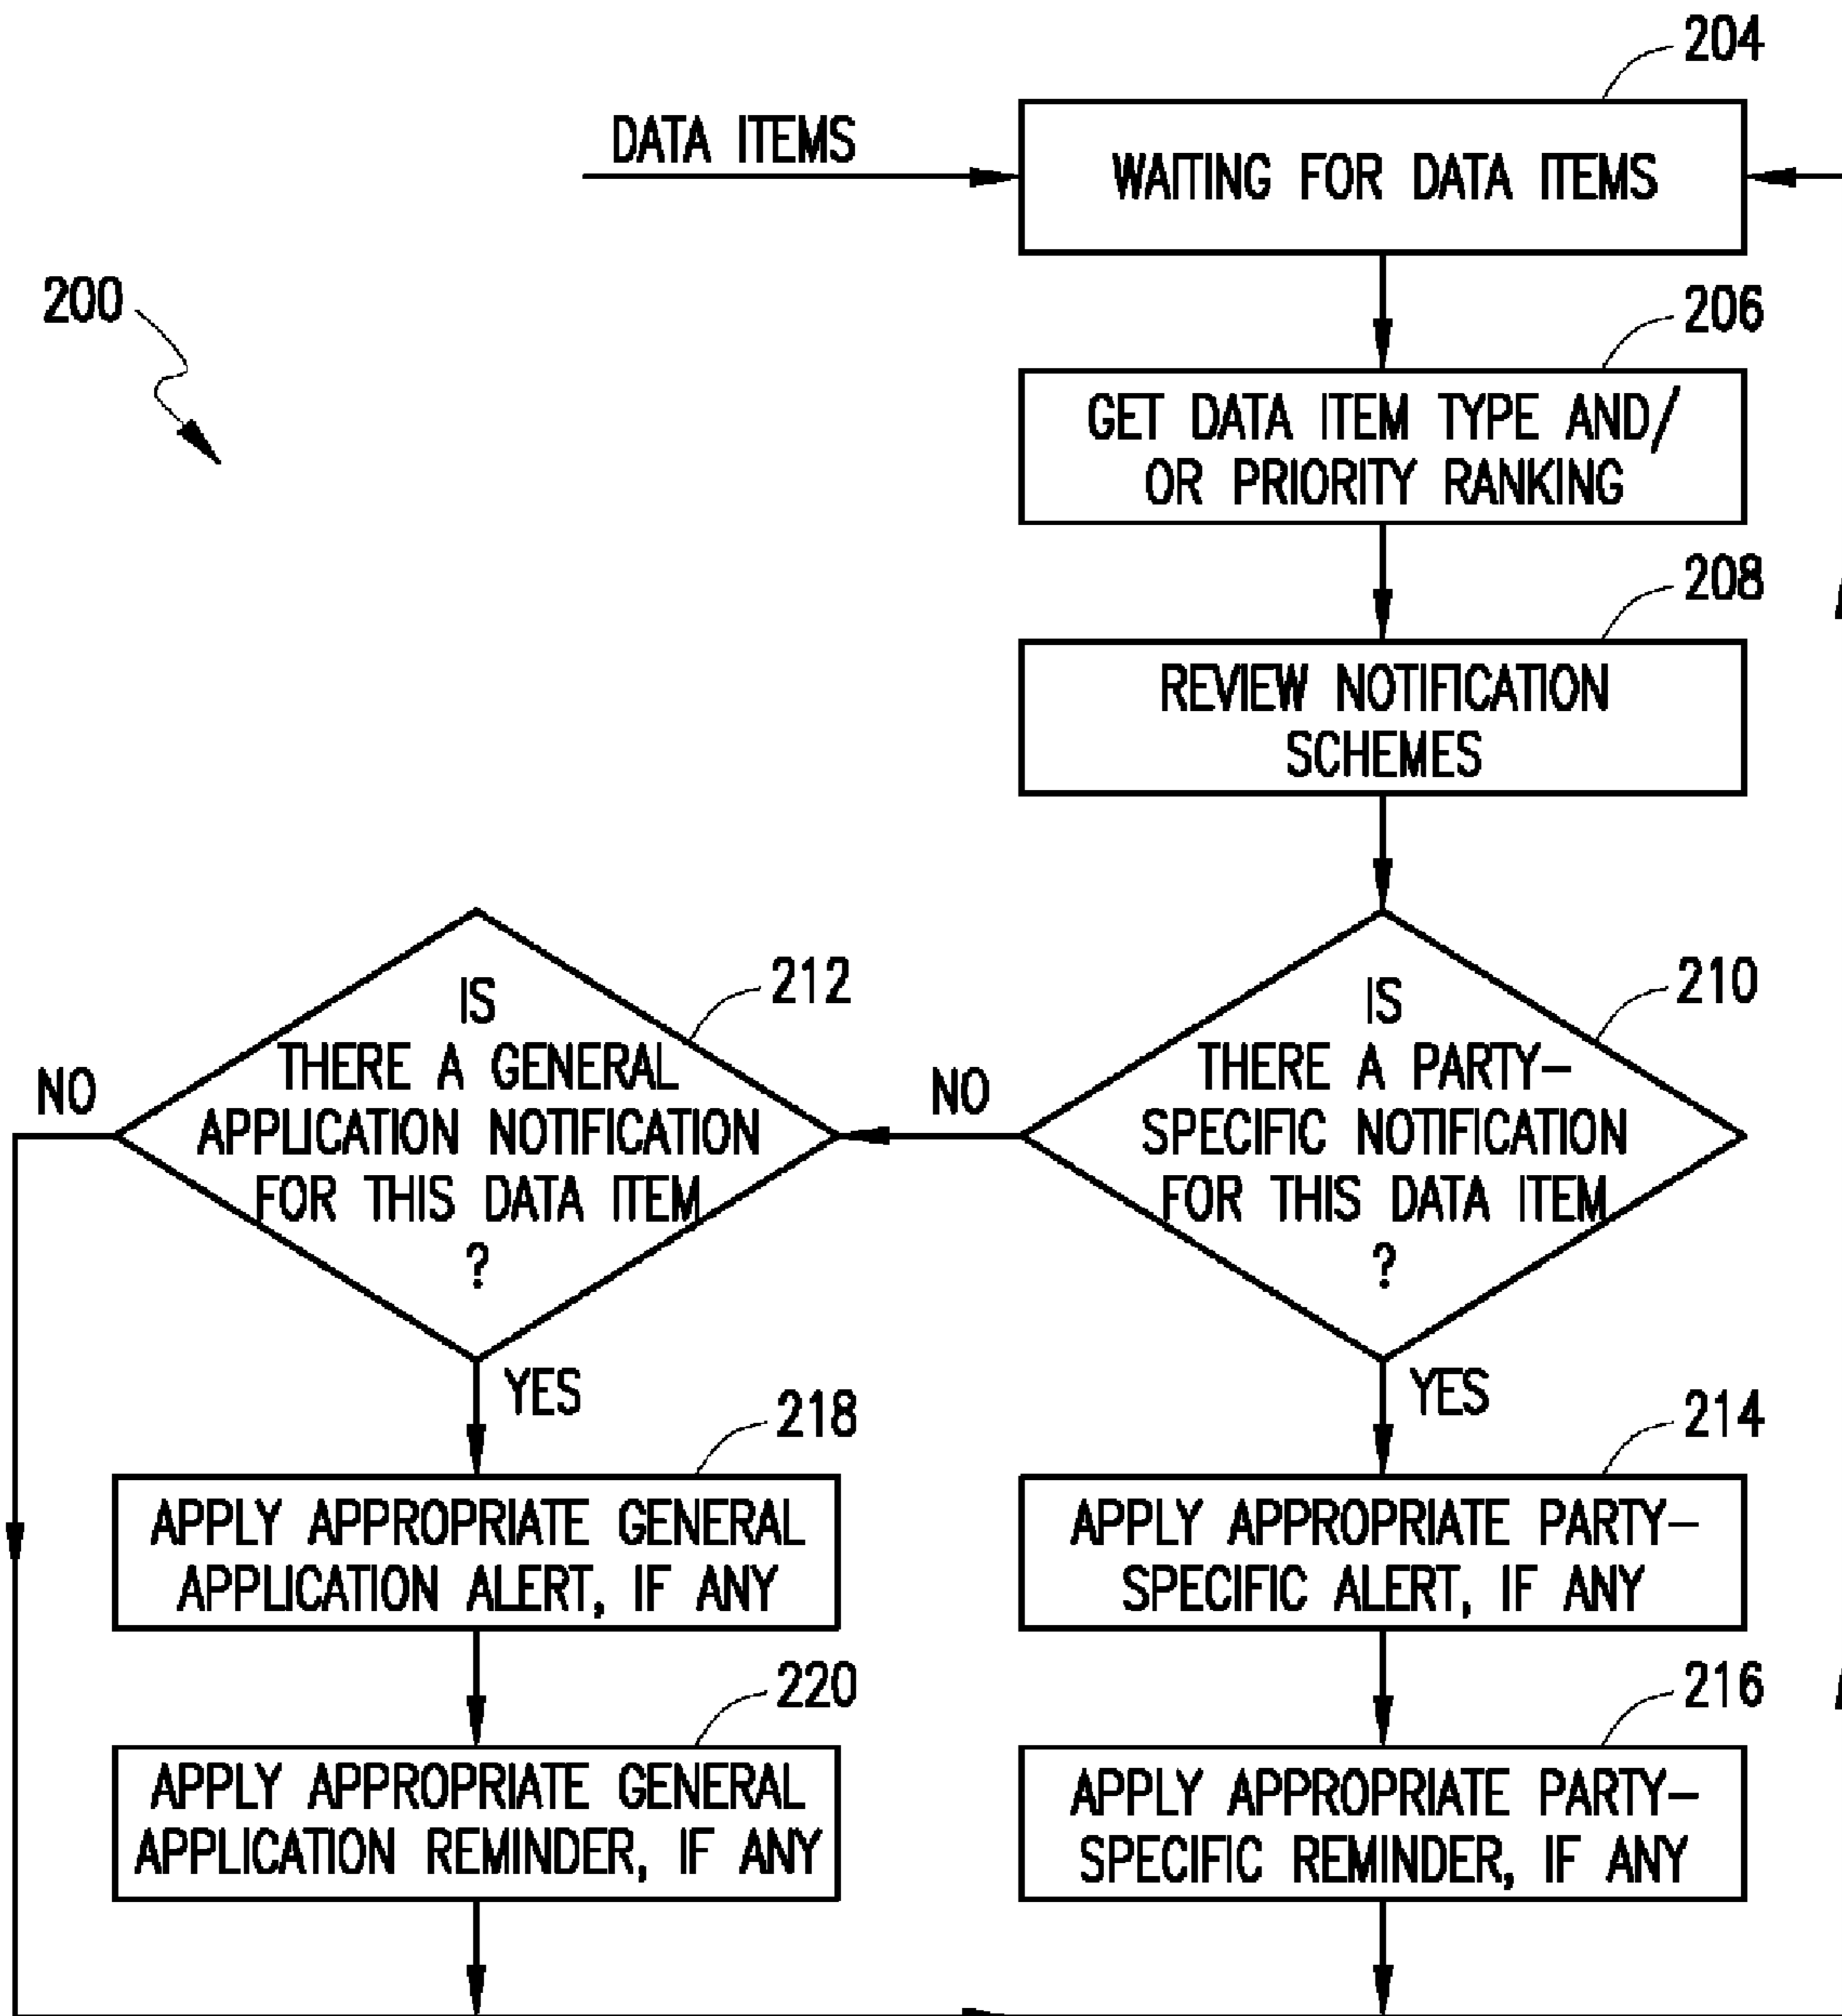 204
DATA ITEMS
WAITING FOR DATA ITEMS
200
206
GET DATA ITEM TYPE AND/
OR PRIORITY RANKING
208
REVIEW NOTIFICATION
SCHEMES
212
IS
THERE A GENERAL
APPLICATION NOTIFICATION
FOR THIS DATA ITEM
?
NO
YES
210
IS
THERE A PARTY-
SPECIFIC NOTIFICATION
FOR THIS DATA ITEM
?
NO
YES
218
APPLY APPROPRIATE GENERAL
APPLICATION ALERT, IF ANY
214
APPLY APPROPRIATE PARTY-
SPECIFIC ALERT, IF ANY
220
APPLY APPROPRIATE GENERAL
APPLICATION REMINDER, IF ANY
216
APPLY APPROPRIATE PARTY-
SPECIFIC REMINDER, IF ANY